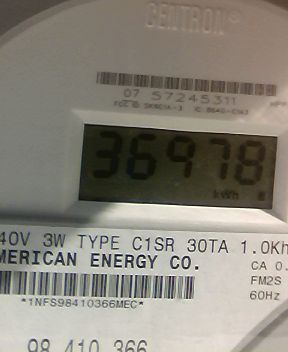 CENTRON®
07 57245311
36978
kWh
40V 3W TYPE C1SR 30TA 1.0Kh
MERICAN ENERGY CO.
CA 0.
FM2S
*1NFS98410366MEC*
60Hz
98 410 366